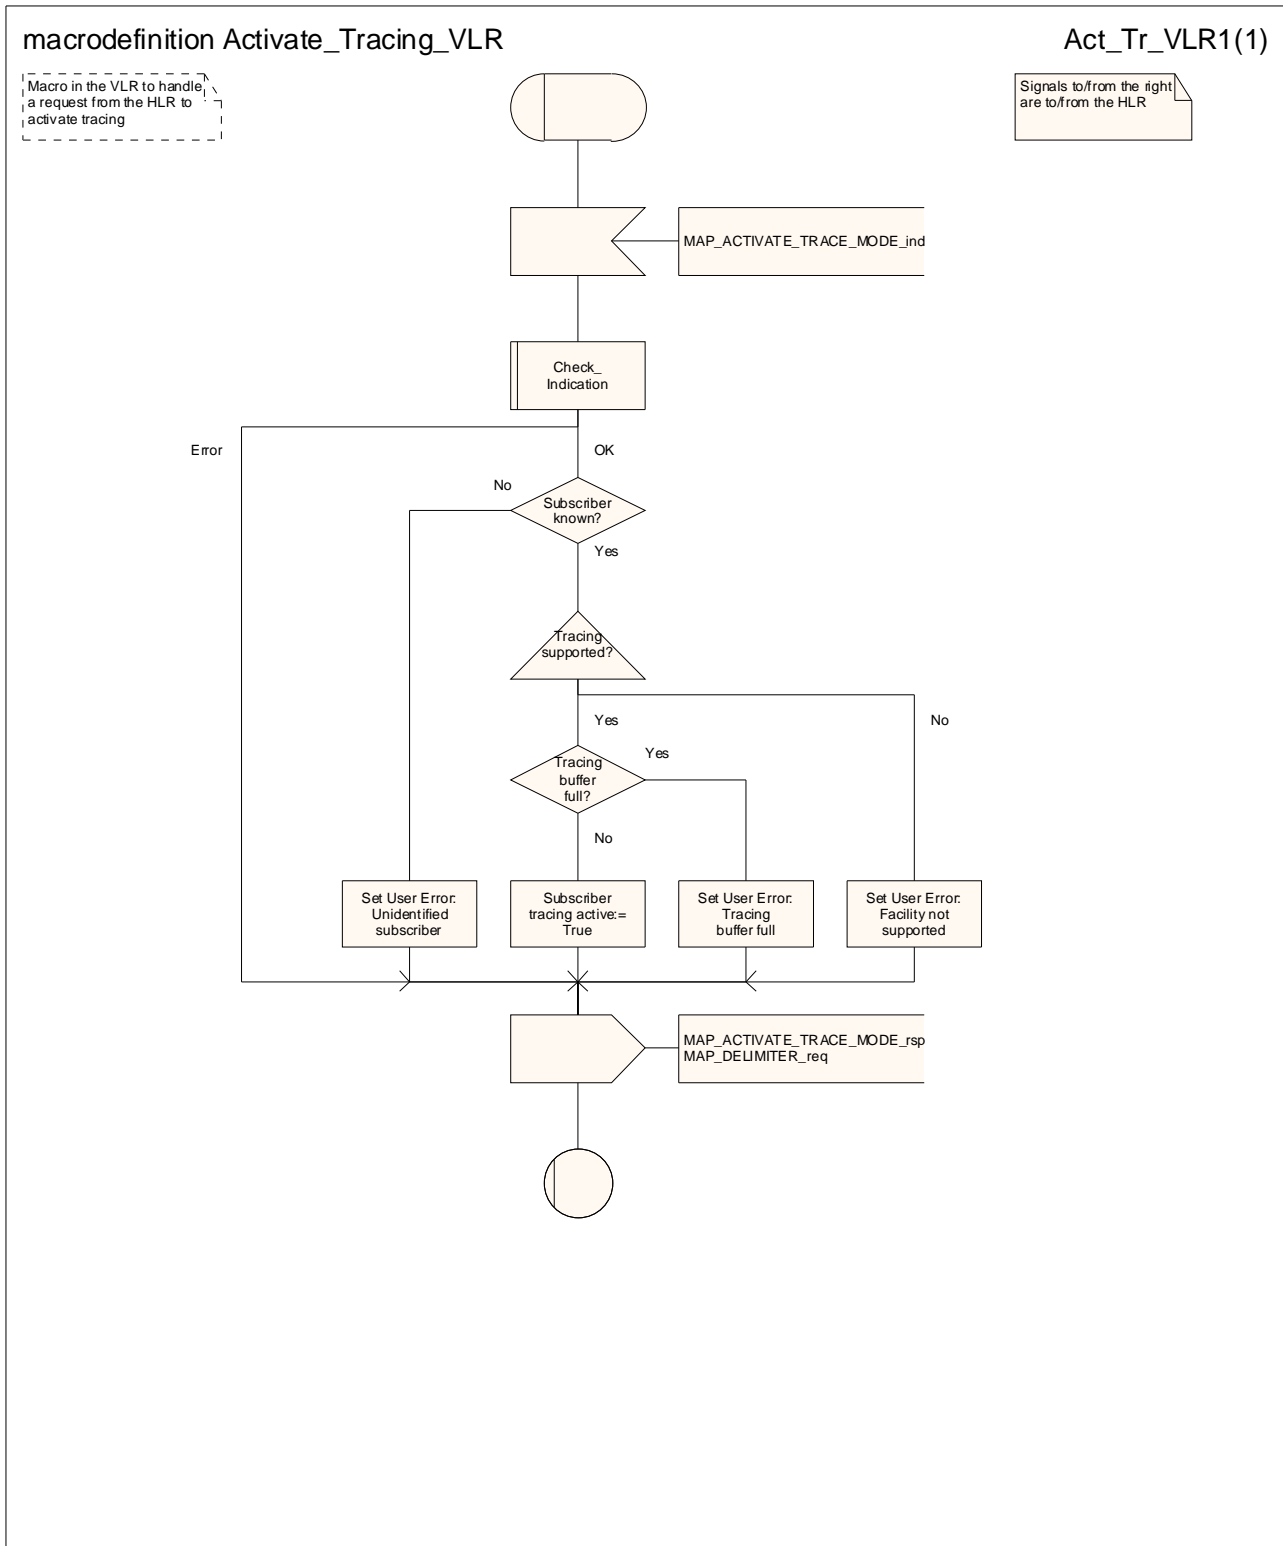 macrodefinition Activate_Tracing_VLR
Act_Tr_VLR1(1)
Macro in the VLR to handle
a request from the HLR to
activate tracing
Signals to/from the right
are to/from the HLR
MAP_ACTIVATE_TRACE_MODE_ind
Check_
Indication
Error
OK
No
Subscriber
known?
Yes
Tracing
supported?
Yes
No
Yes
Tracing
buffer
full?
No
Set User Error:
Unidentified
subscriber
Subscriber
tracing active:=
True
Set User Error:
Tracing
buffer full
Set User Error:
Facility not
supported
MAP_ACTIVATE_TRACE_MODE_rsp
MAP_DELIMITER_req